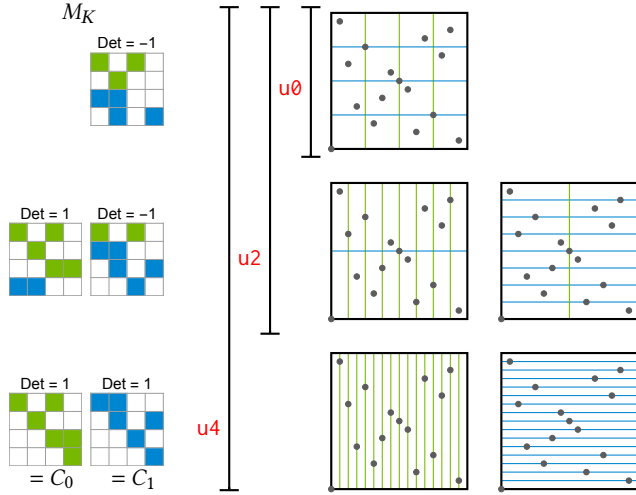 M_K
Det = -1
u0
Det = 1
Det = -1
u2
Det = 1
Det = 1
u4
= C_0
= C_1